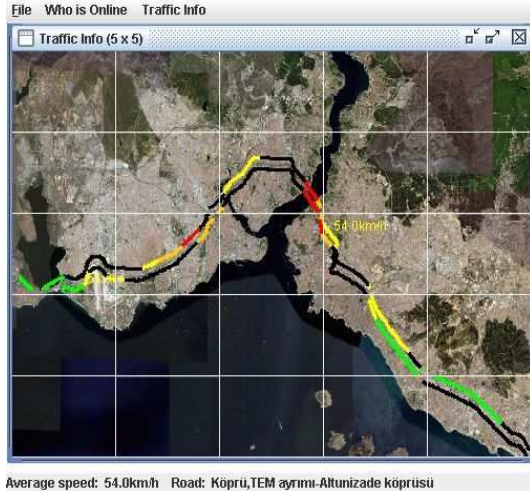 File Who is Online Traffic Info
Traffic Info (5 x 5)
54.0km/h
Average speed: 54.0km/h Road: Köprü,TEM ayrımı-Altunizade köprüsü